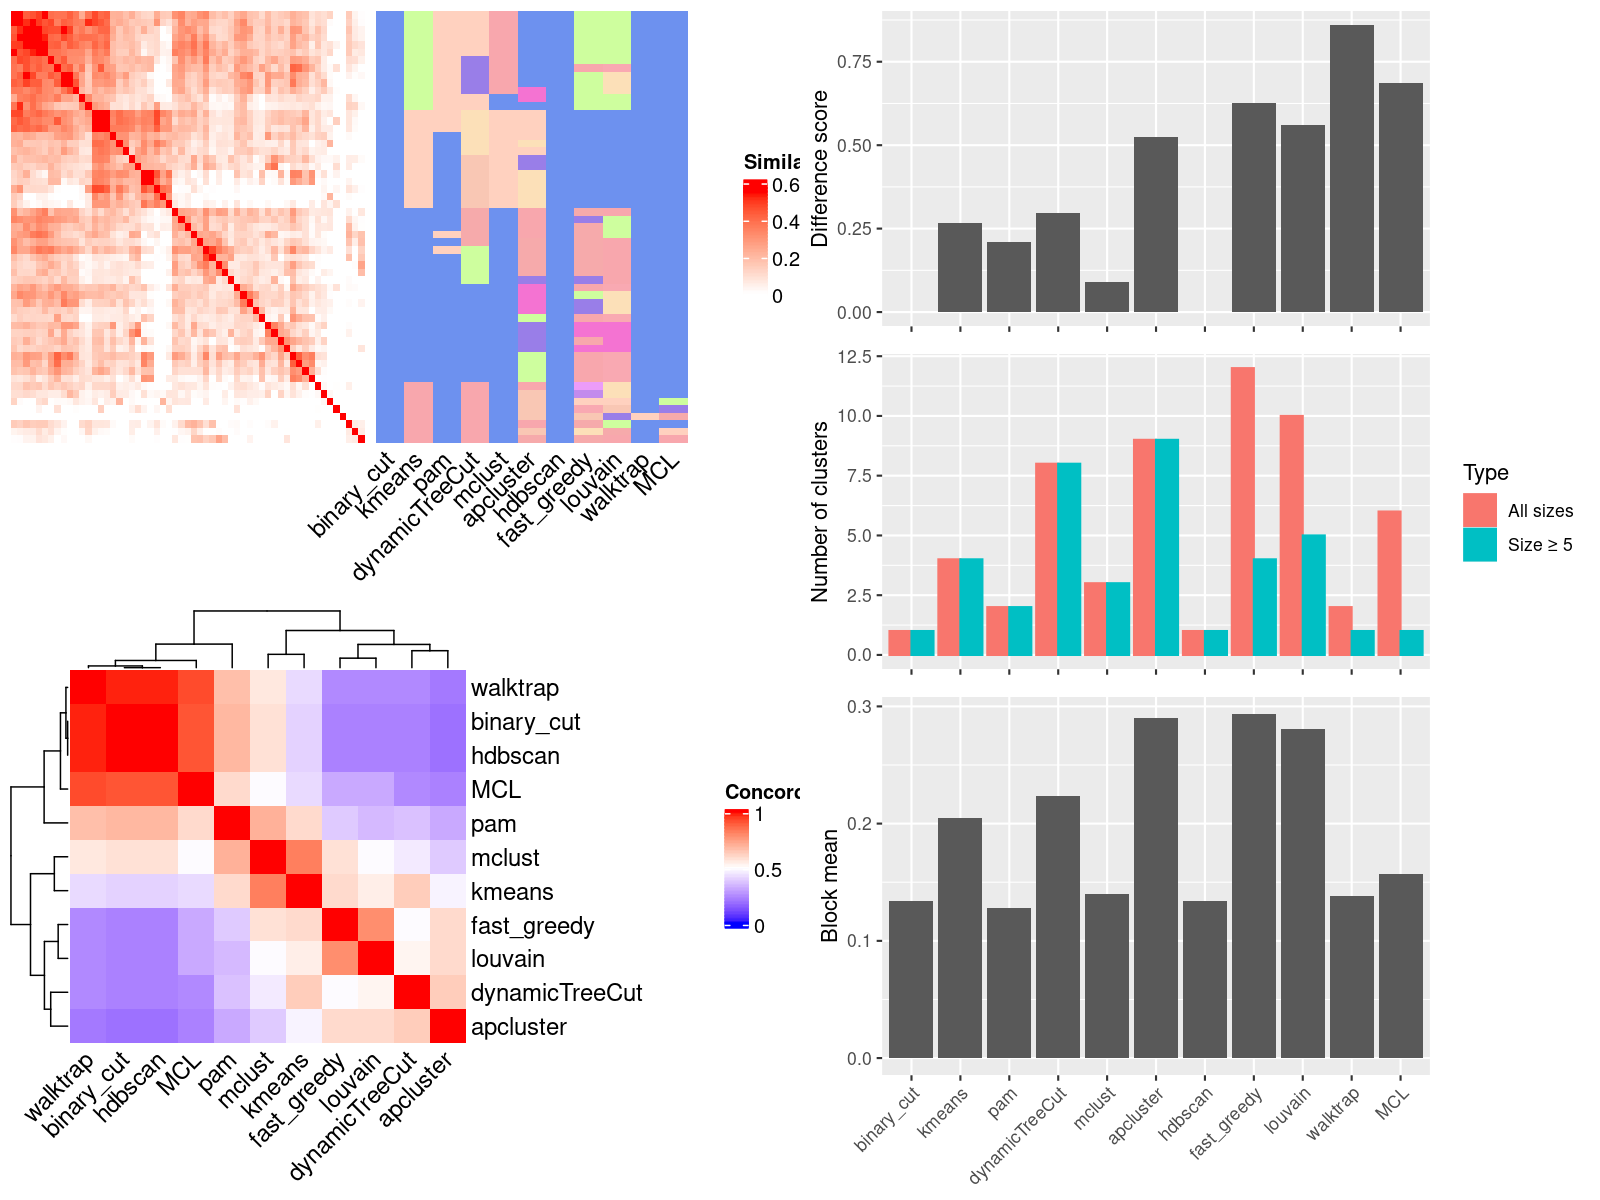 Simila
0.6
0.4
0.2
0
binary_cut
kmeans
pam
dynamicTreeCut
mclust
apcluster
hdbscan
fast_greedy
louvain
walktrap
MCL
walktrap
binary_cut
hdbscan
MCL
pam
mclust
kmeans
fast_greedy
louvain
dynamicTreeCut
apcluster
Concord
1
0.5
0
walktrap
binary_cut
hdbscan
MCL
pam
mclust
kmeans
fast_greedy
louvain
dynamicTreeCut
apcluster
Difference score
0.75
0.50
0.25
0.00
Number of clusters
12.5
10.0
7.5
5.0
2.5
0.0
Type
All sizes
Size ≥ 5
Block mean
0.3
0.2
0.1
0.0
binary_cut
kmeans
pam
dynamicTreeCut
mclust
apcluster
hdbscan
fast_greedy
louvain
walktrap
MCL